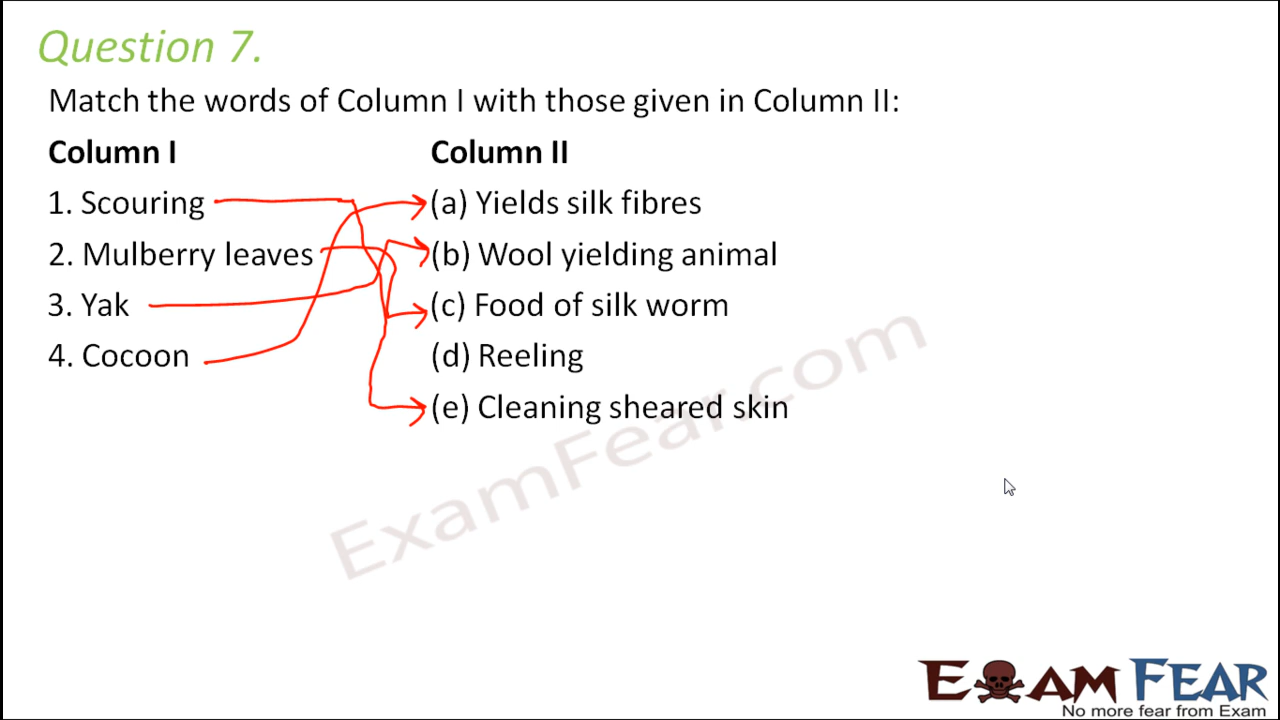 Question 7.
Match the words of Column I with those given in Column II:
Column I Column II
1. Scouring (a) Yields silk fibres
2. Mulberry leaves (b) Wool yielding animal
3. Yak (c) Food of silk worm
4. Cocoon (d) Reeling
(e) Cleaning sheared skin
ExamFear.com
EXAM FEAR
No more fear from Exam